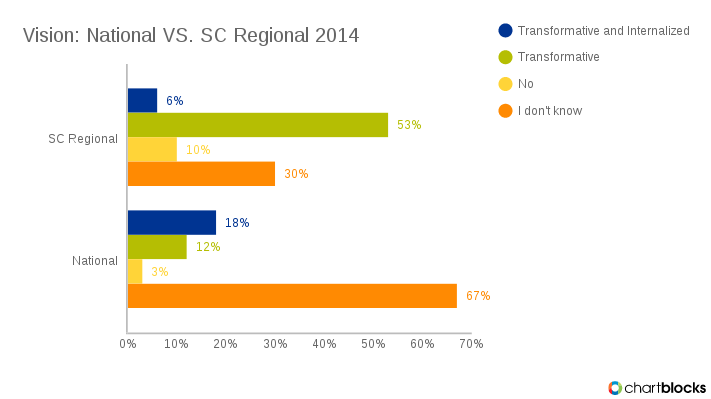 Vision: National VS. SC Regional 2014
Transformative and Internalized
Transformative
No
I don't know
SC Regional
6%
53%
10%
30%
National
18%
12%
3%
67%
0% 10% 20% 30% 40% 50% 60% 70%
chartblocks